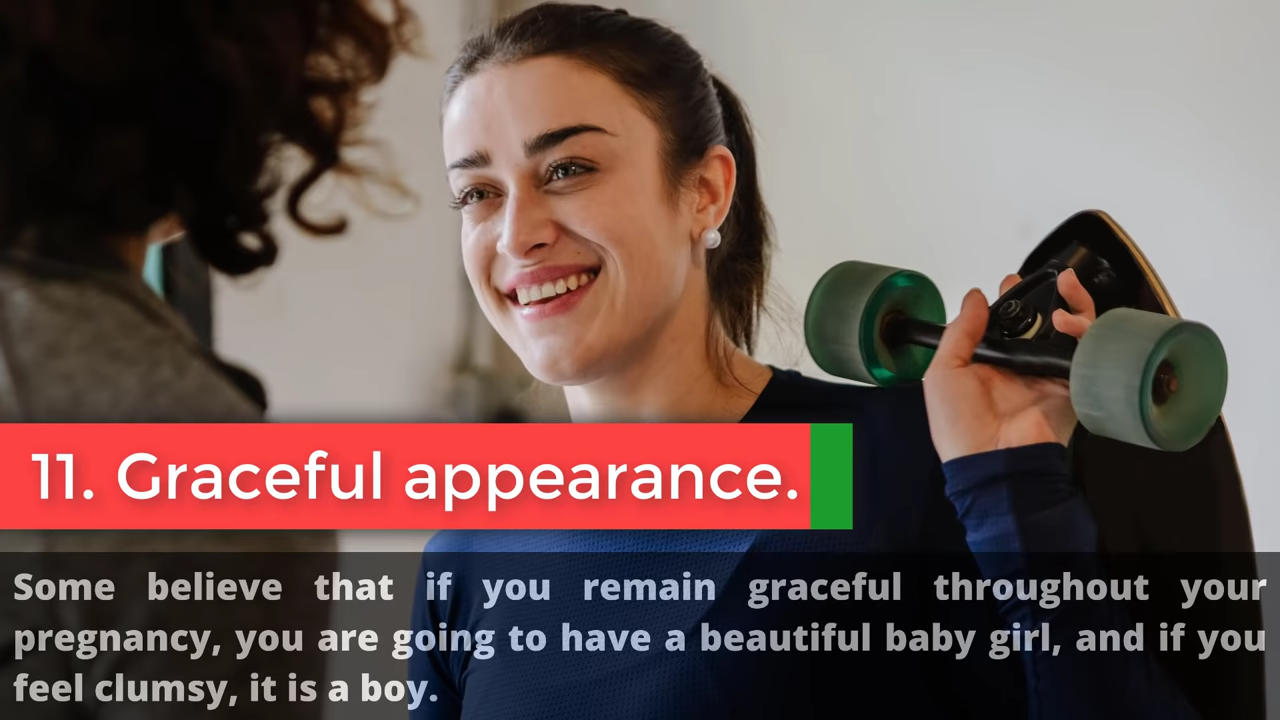 11. Graceful appearance.
Some believe that if you remain graceful throughout your
pregnancy, you are going to have a beautiful baby girl, and if you
feel clumsy, it is a boy.